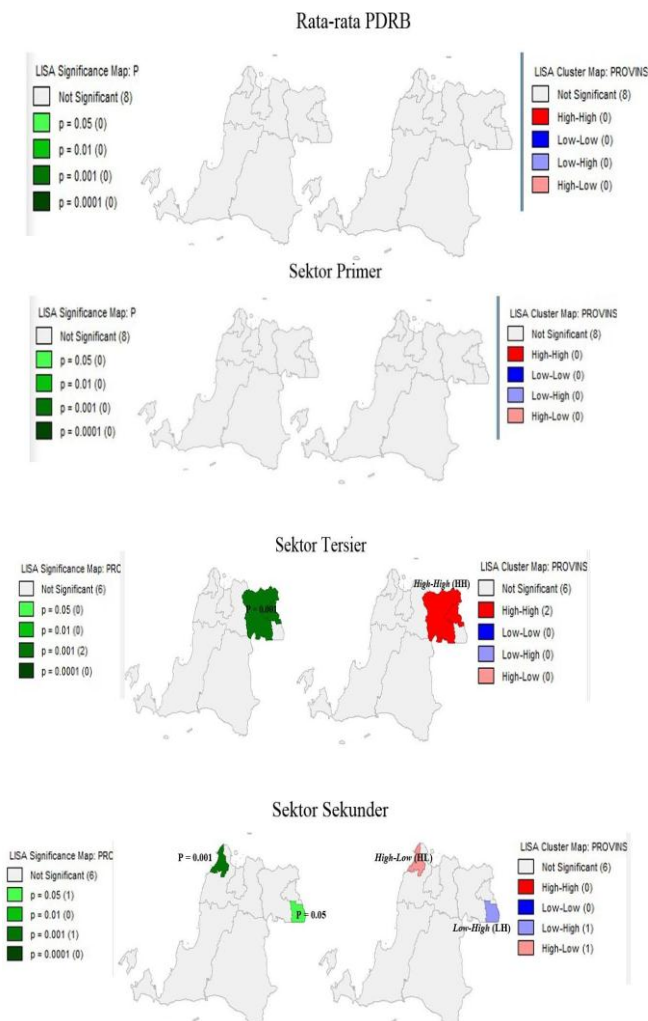 Rata-rata PDRB
LISA Significance Map: P
Not Significant (8)
p = 0.05 (0)
p = 0.01 (0)
p = 0.001 (0)
p = 0.0001 (0)
LISA Cluster Map: PROVINS
Not Significant (8)
High-High (0)
Low-Low (0)
Low-High (0)
High-Low (0)
Sektor Primer
LISA Significance Map: P
Not Significant (8)
p = 0.05 (0)
p = 0.01 (0)
p = 0.001 (0)
p = 0.0001 (0)
LISA Cluster Map: PROVINS
Not Significant (8)
High-High (0)
Low-Low (0)
Low-High (0)
High-Low (0)
Sektor Tersier
LISA Significance Map: PRO
Not Significant (6)
p = 0.05 (0)
p = 0.01 (0)
p = 0.001 (2)
p = 0.0001 (0)
P = 0.001
High-High (HH)
LISA Cluster Map: PROVINS
Not Significant (6)
High-High (2)
Low-Low (0)
Low-High (0)
High-Low (0)
Sektor Sekunder
LISA Significance Map: PRO
Not Significant (6)
p = 0.05 (1)
p = 0.01 (0)
p = 0.001 (1)
p = 0.0001 (0)
P = 0.001
P = 0.05
High-Low (HL)
Low-High (LH)
LISA Cluster Map: PROVINS
Not Significant (6)
High-High (0)
Low-Low (0)
Low-High (1)
High-Low (1)